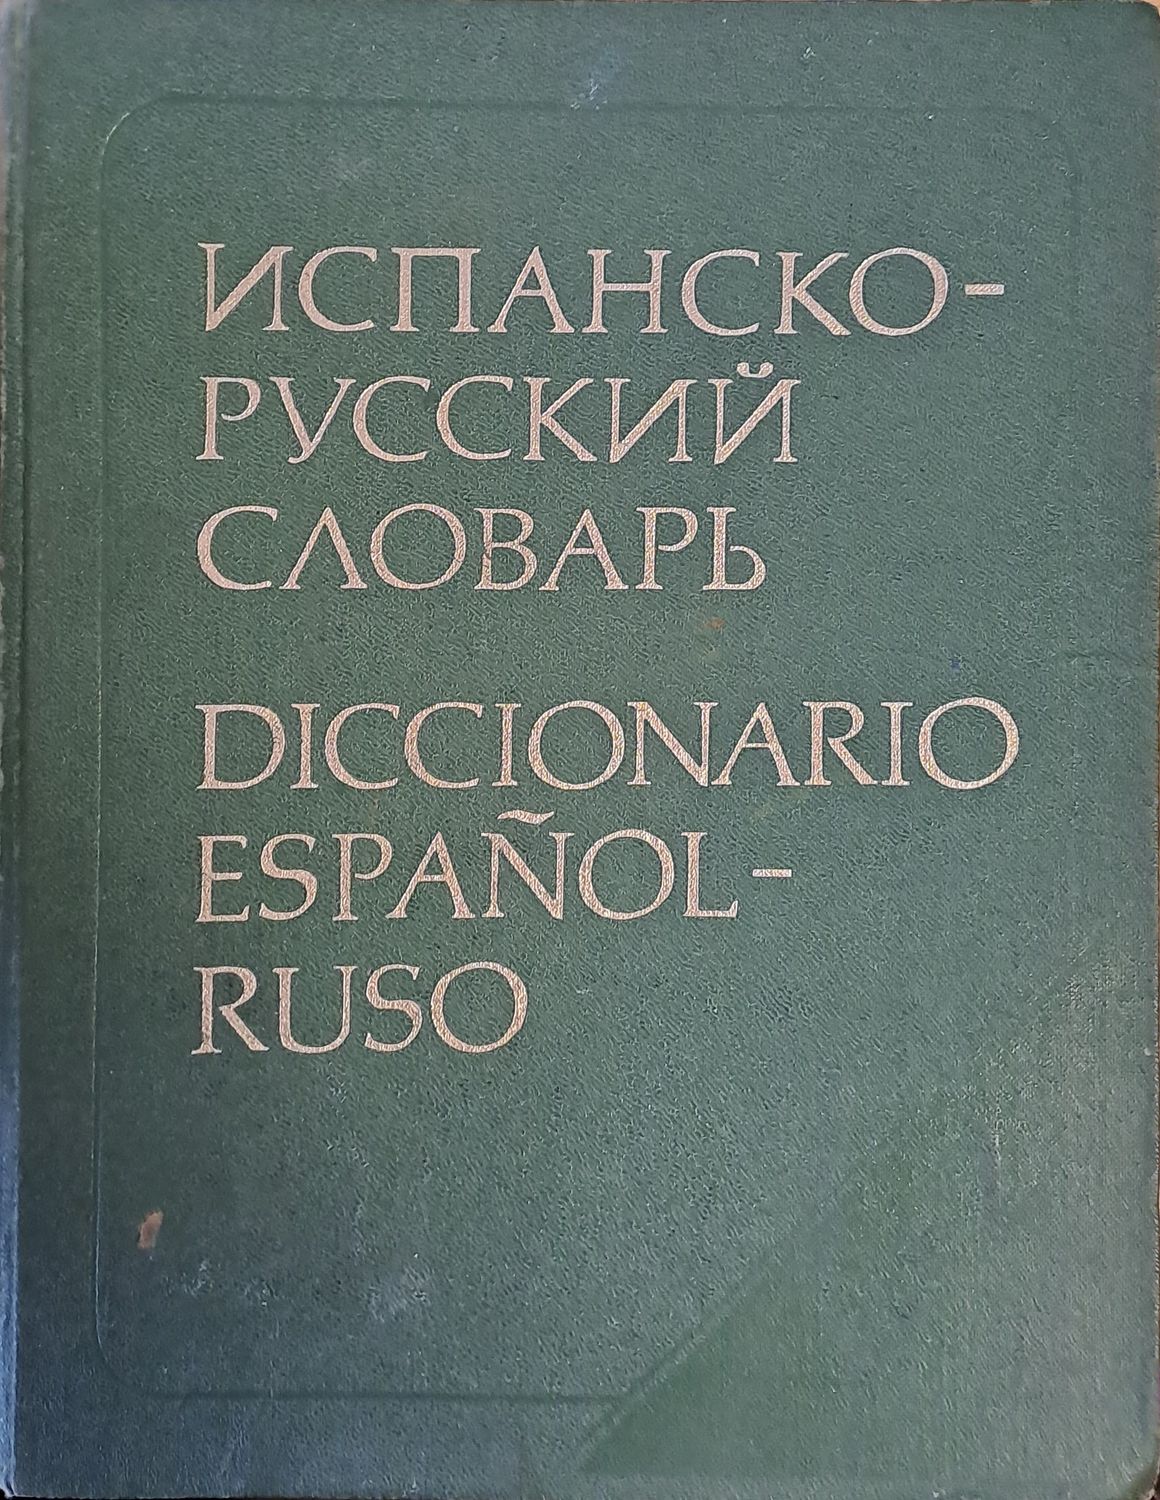 ИСПАНСКО-
РУССКИЙ
СЛОВАРЬ
DICCIONARIO
ESPAÑOL-
RUSO